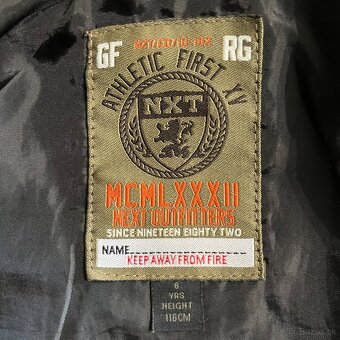 GF RG
ATHLETIC FIRST XV
NXT
MCMLXXXII
NEXT OUTFITTERS
SINCE NINETEEN EIGHTY TWO
NAME
KEEP AWAY FROM FIRE
6
YRS
HEIGHT
116CM